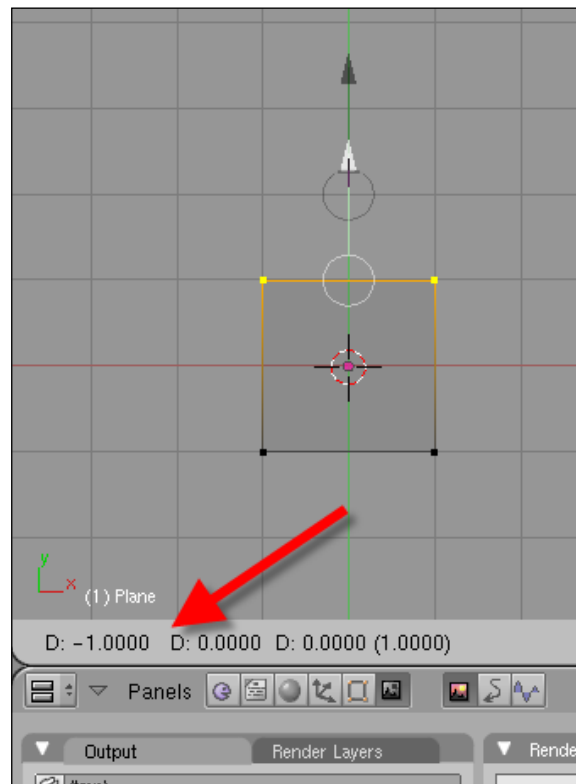 y
x
(1) Plane
D: -1.0000 D: 0.0000 D: 0.0000 (1.0000)
Panels
Output Render Layers